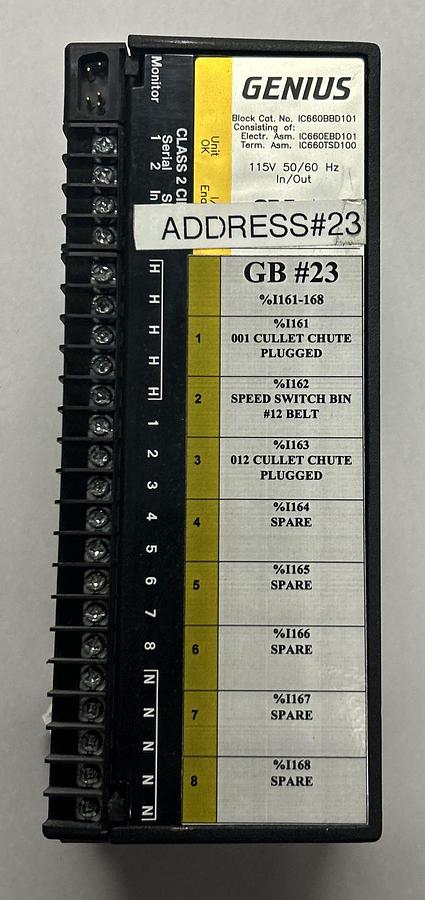 Monitor
GENIUS
Block Cat. No. IC660BBD101
Consisting of:
Electr. Asm. IC660EBD101
Term. Asm. IC660TSD100
115V 50/60 Hz
In/Out
Unit
OK
CLASS 2
Serial
1 2 In
ADDRESS#23
GB #23
%I161-168
1
%I161
001 CULLET CHUTE
PLUGGED
2
%I162
SPEED SWITCH BIN
#12 BELT
3
%I163
012 CULLET CHUTE
PLUGGED
4
%I164
SPARE
5
%I165
SPARE
6
%I166
SPARE
7
%I167
SPARE
8
%I168
SPARE
H
H
H
H
H
1
2
3
4
5
6
7
8
N
N
N
N
N